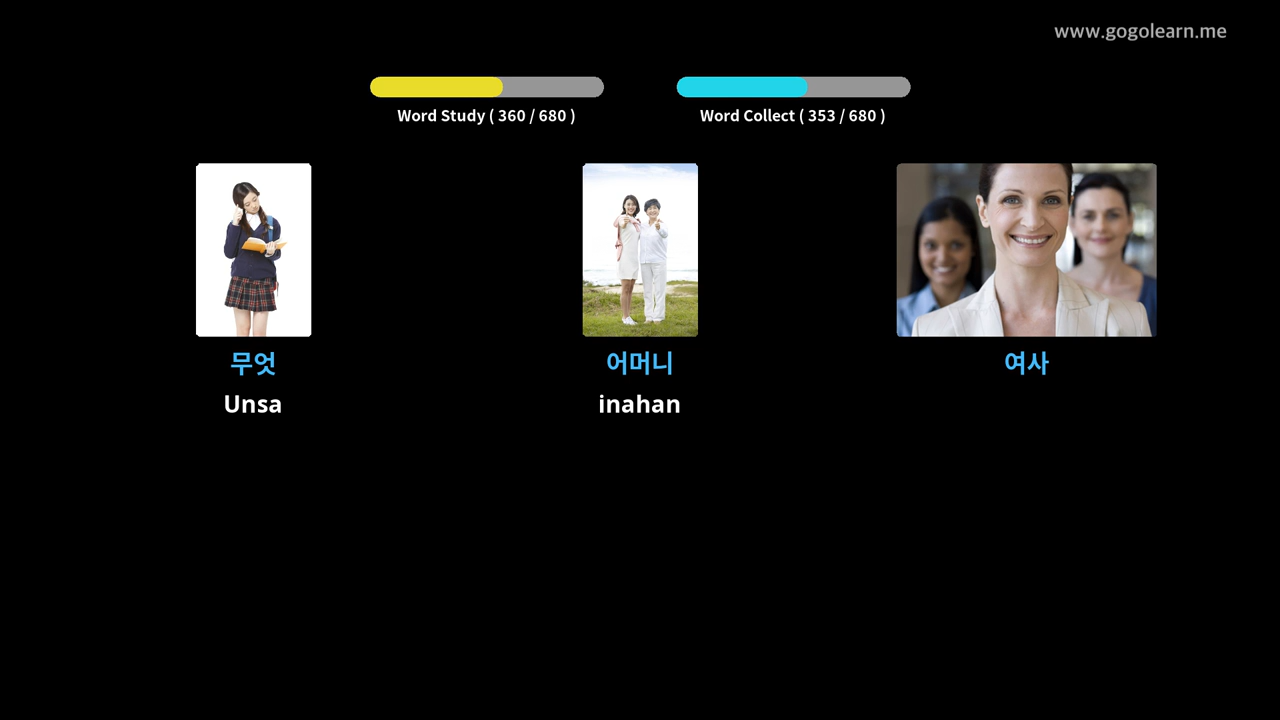 www.gogolearn.me
Word Study ( 360 / 680 )
Word Collect ( 353 / 680 )
무엇
어머니
여사
Unsa
inahan